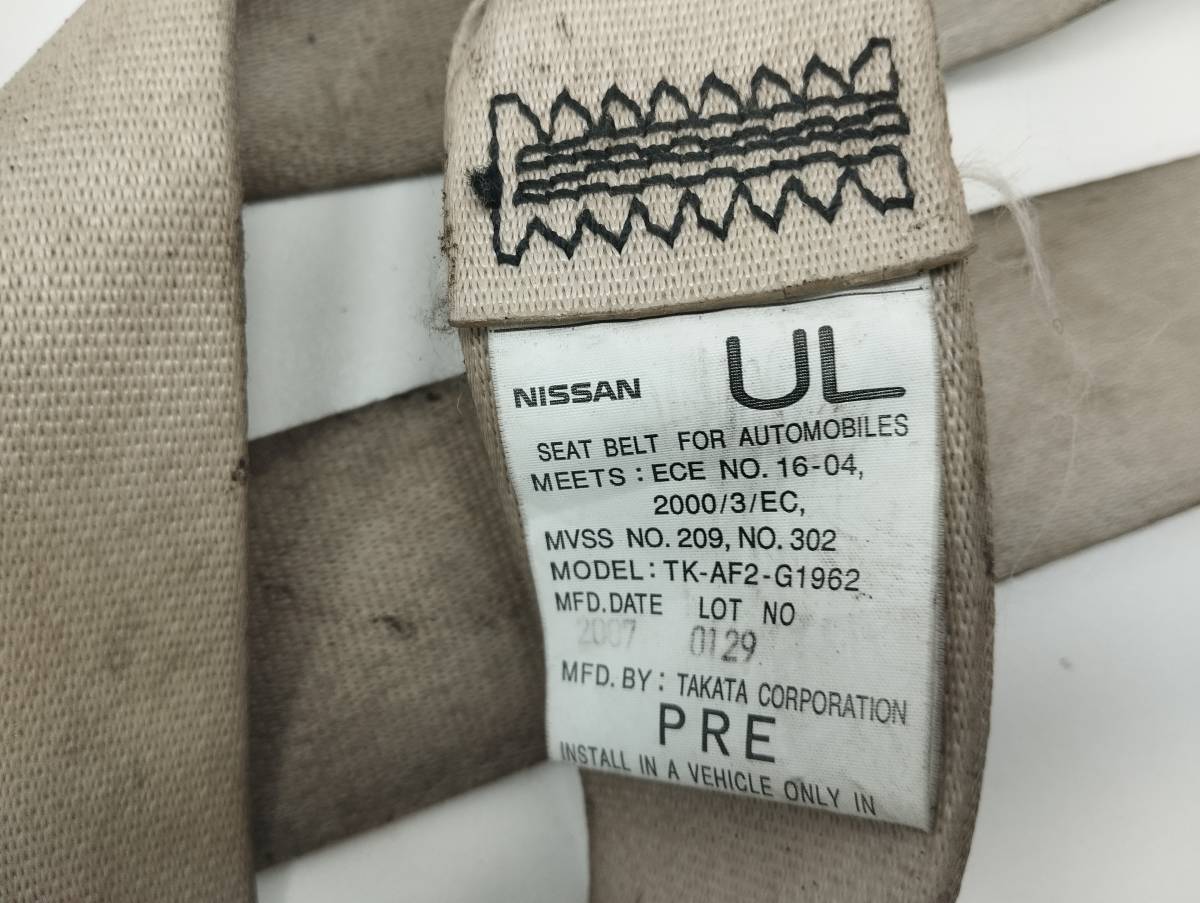 NISSAN UL
SEAT BELT FOR AUTOMOBILES
MEETS : ECE NO. 16-04,
2000/3/EC,
MVSS NO. 209, NO. 302
MODEL : TK-AF2-G1962
MFD. DATE LOT NO
2007 0129
MFD. BY : TAKATA CORPORATION
PRE
INSTALL IN A VEHICLE ONLY IN